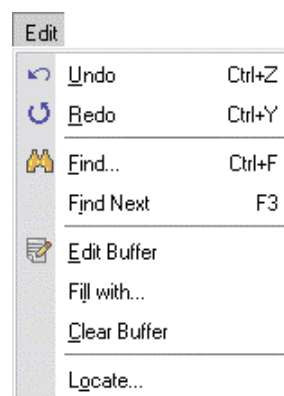 Edit
Undo Ctrl+Z
Redo Ctrl+Y
Find... Ctrl+F
Find Next F3
Edit Buffer
Fill with...
Clear Buffer
Locate...